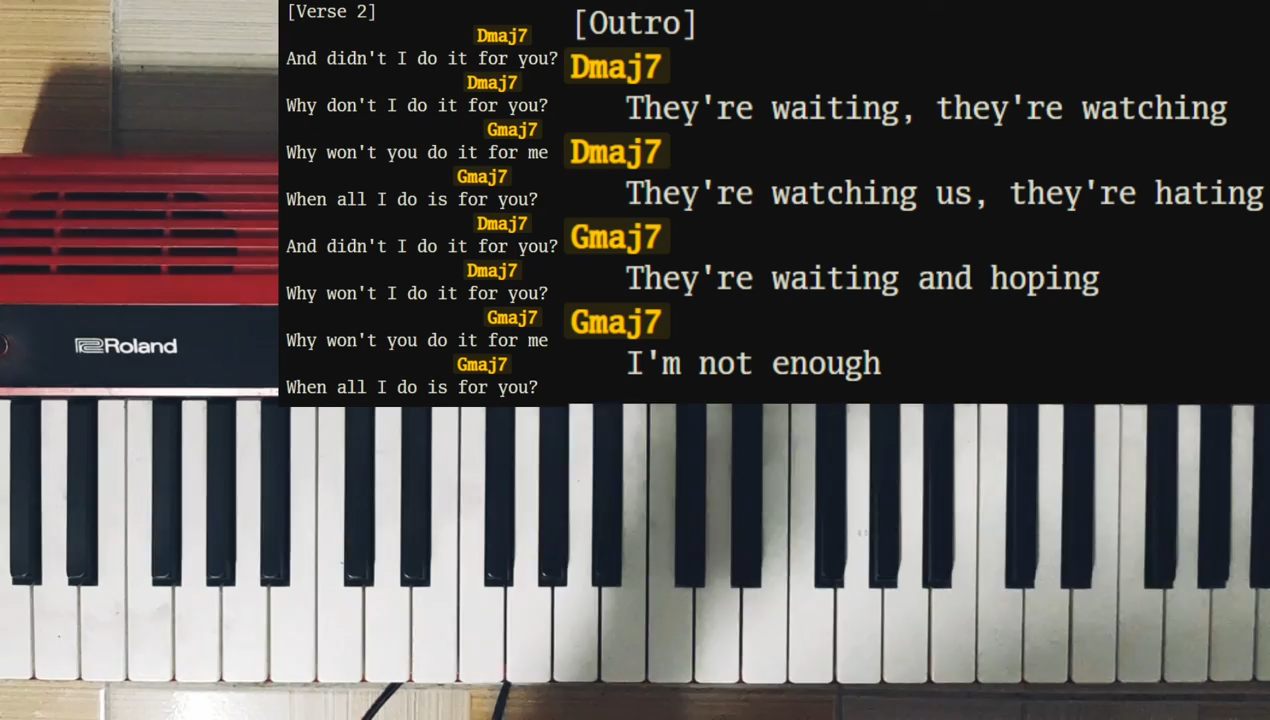 [Verse 2]
Dmaj7
And didn't I do it for you?
Dmaj7
Why don't I do it for you?
Gmaj7
Why won't you do it for me
Gmaj7
When all I do is for you?
Dmaj7
And didn't I do it for you?
Dmaj7
Why won't I do it for you?
Gmaj7
Why won't you do it for me
Gmaj7
When all I do is for you?
[Outro]
Dmaj7
They're waiting, they're watching
Dmaj7
They're watching us, they're hating
Gmaj7
They're waiting and hoping
Gmaj7
I'm not enough
Roland